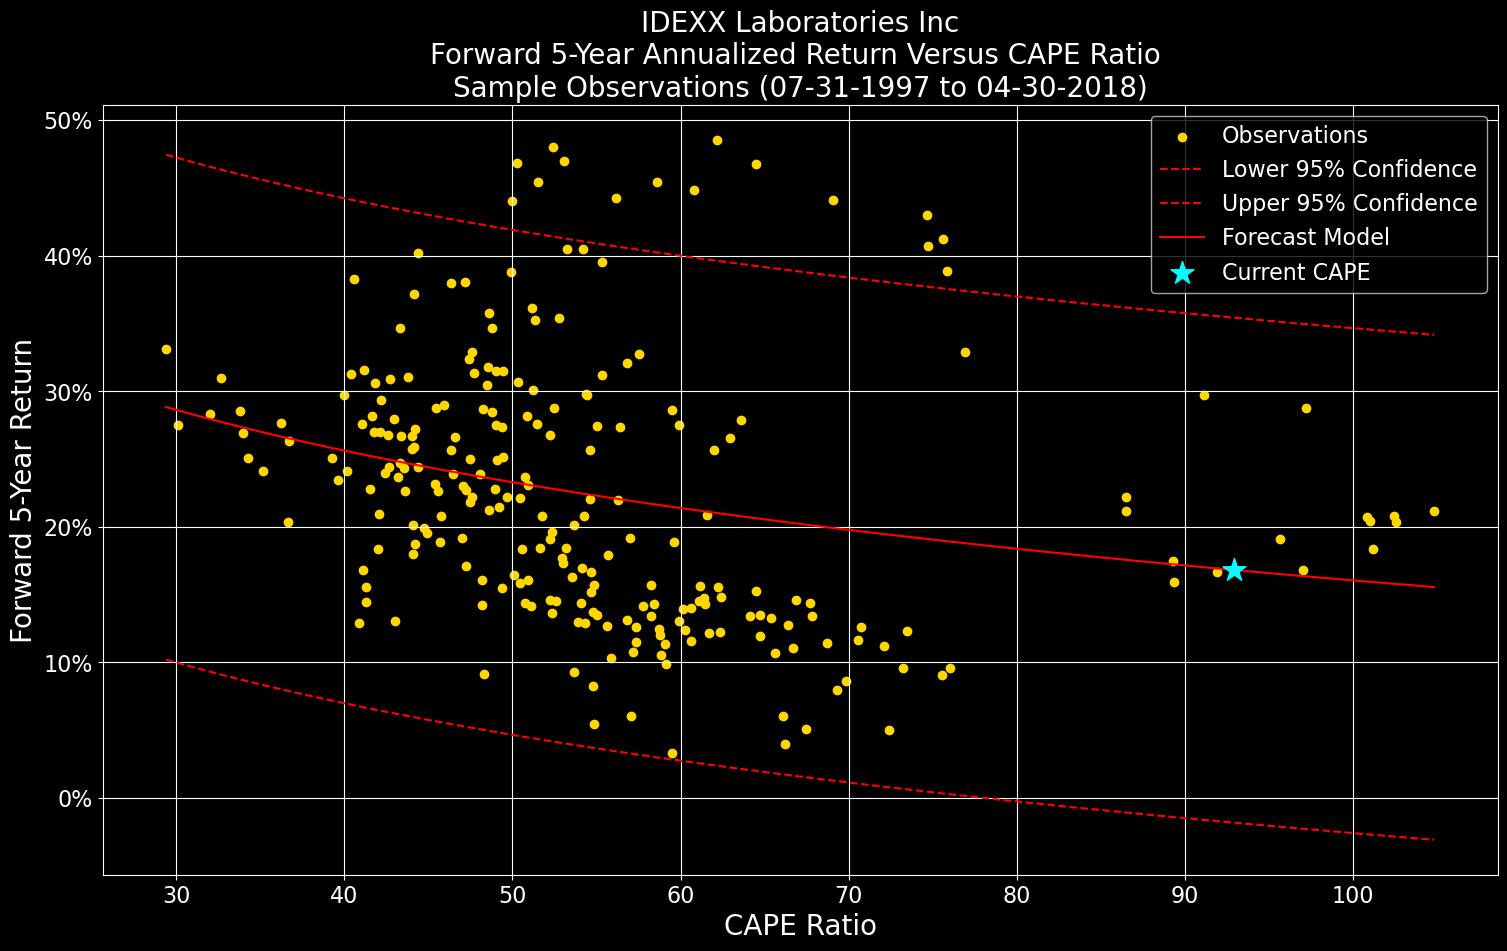 IDEXX Laboratories Inc
Forward 5-Year Annualized Return Versus CAPE Ratio
Sample Observations (07-31-1997 to 04-30-2018)
Observations
Lower 95% Confidence
Upper 95% Confidence
Forecast Model
Current CAPE
Forward 5-Year Return
50%
40%
30%
20%
10%
0%
30 40 50 60 70 80 90 100
CAPE Ratio